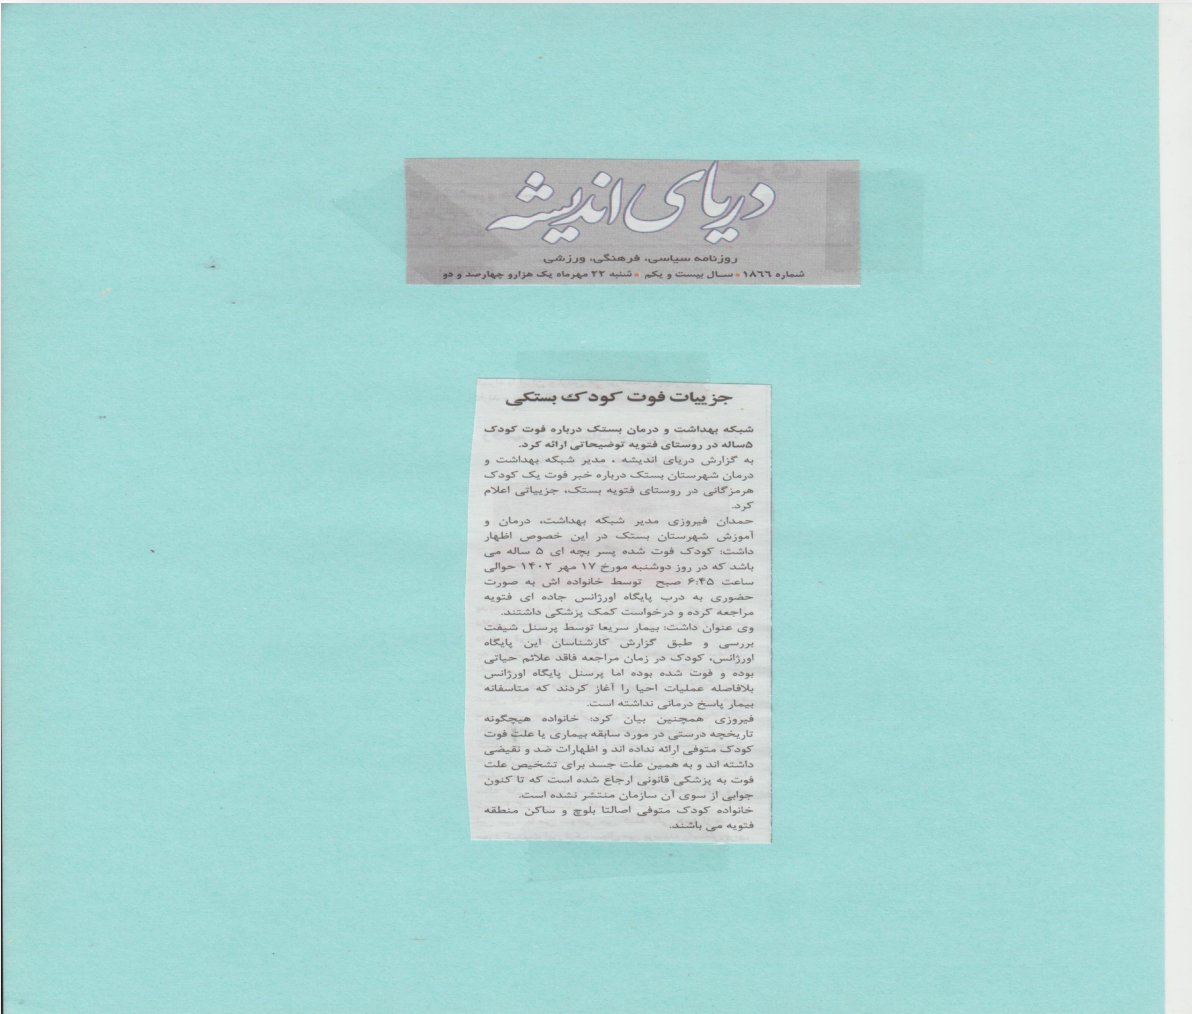 دریای اندیشه
روزنامه سیاسی، فرهنگی، ورزشی
شماره ۱۸۶۶ • سال بیست و یکم • شنبه ۲۲ مهرماه یک هزارو چهارصد و دو
جزییات فوت کودک بستکی
شبکه بهداشت و درمان بستک درباره فوت کودک
۵ساله در روستای فتویه توضیحاتی ارائه کرد.
به گزارش دریای اندیشه ، مدیر شبکه بهداشت و
درمان شهرستان بستک درباره خبر فوت یک کودک
هرمزگانی در روستای فتویه بستک، جزییاتی اعلام
کرد.
حمدان فیروزی مدیر شبکه بهداشت، درمان و
آموزش شهرستان بستک در این خصوص اظهار
داشت: کودک فوت شده پسر بچه ای ۵ ساله می
باشد که در روز دوشنبه مورخ ۱۷ مهر ۱۴۰۲ حوالی
ساعت ۶:۴۵ صبح توسط خانواده اش به صورت
حضوری به درب پایگاه اورژانس جاده ای فتویه
مراجعه کرده و درخواست کمک پزشکی داشتند.
وی عنوان داشت: بیمار سریعا توسط پرسنل شیفت
بررسی و طبق گزارش کارشناسان این پایگاه
اورژانس، کودک در زمان مراجعه فاقد علائم حیاتی
بوده و فوت شده بوده اما پرسنل پایگاه اورژانس
بلافاصله عملیات احیا را آغاز کردند که متاسفانه
بیمار پاسخ درمانی نداشته است.
فیروزی همچنین بیان کرد: خانواده هیچگونه
تاریخچه درستی در مورد سابقه بیماری یا علت فوت
کودک متوفی ارائه نداده اند و اظهارات ضد و نقیضی
داشته اند و به همین علت جسد برای تشخیص علت
فوت به پزشکی قانونی ارجاع شده است که تا کنون
جوابی از سوی آن سازمان منتشر نشده است.
خانواده کودک متوفی اصالتا بلوچ و ساکن منطقه
فتویه می باشند.